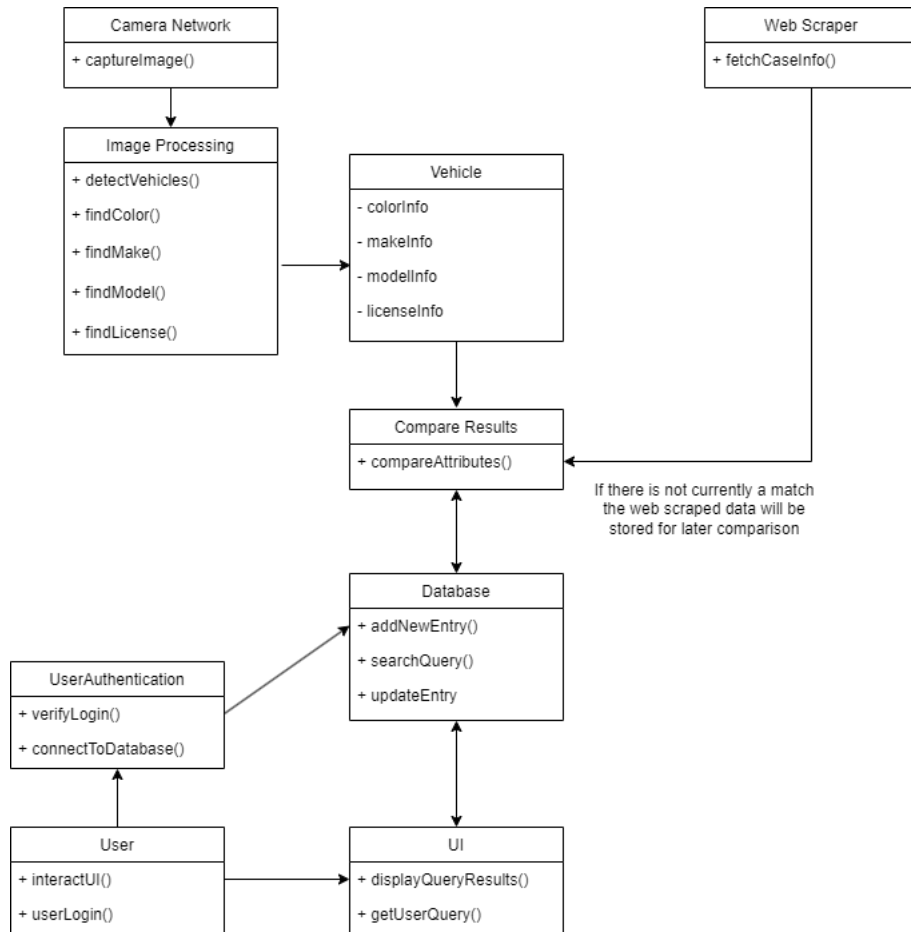 Camera Network
+ captureImage()
Web Scraper
+ fetchCaseInfo()
Image Processing
+ detectVehicles()
+ findColor()
+ findMake()
+ findModel()
+ findLicense()
Vehicle
- colorInfo
- makeInfo
- modelInfo
- licenseInfo
Compare Results
+ compareAttributes()
If there is not currently a match
the web scraped data will be
stored for later comparison
Database
+ addNewEntry()
+ searchQuery()
+ updateEntry
UserAuthentication
+ verifyLogin()
+ connectToDatabase()
User
+ interactUI()
+ userLogin()
UI
+ displayQueryResults()
+ getUserQuery()